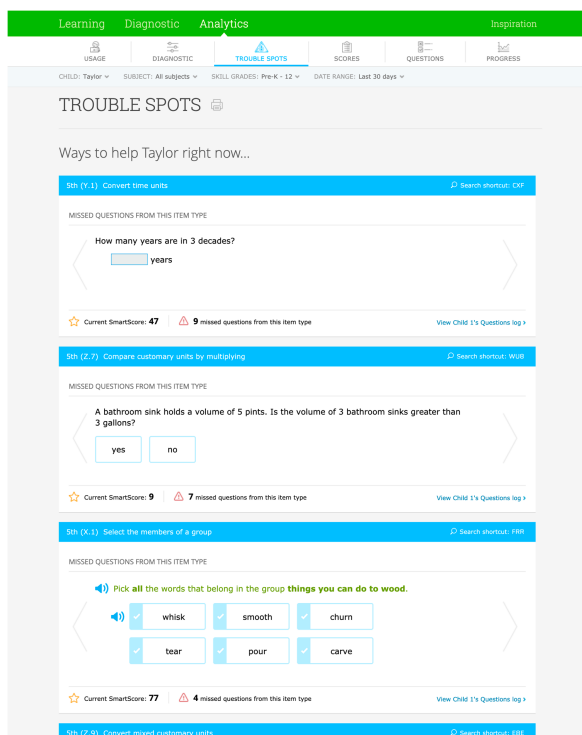 Learning Diagnostic Analytics Inspiration
USAGE DIAGNOSTIC TROUBLE SPOTS SCORES QUESTIONS PROGRESS
CHILD: Taylor SUBJECT: All subjects SKILL GRADES: Pre-K - 12 DATE RANGE: Last 30 days
TROUBLE SPOTS
Ways to help Taylor right now...
5th (Y.1) Convert time units Search shortcut: CXF
MISSED QUESTIONS FROM THIS ITEM TYPE
How many years are in 3 decades?
years
Current SmartScore: 47 9 missed questions from this item type View Child 1's Questions log ›
5th (Z.7) Compare customary units by multiplying Search shortcut: WUB
MISSED QUESTIONS FROM THIS ITEM TYPE
A bathroom sink holds a volume of 5 pints. Is the volume of 3 bathroom sinks greater than
3 gallons?
yes no
Current SmartScore: 9 7 missed questions from this item type View Child 1's Questions log ›
5th (X.1) Select the members of a group Search shortcut: FRR
MISSED QUESTIONS FROM THIS ITEM TYPE
Pick all the words that belong in the group things you can do to wood.
whisk smooth churn
tear pour carve
Current SmartScore: 77 4 missed questions from this item type View Child 1's Questions log ›
5th (Z.9) Convert mixed customary units Search shortcut: EBE